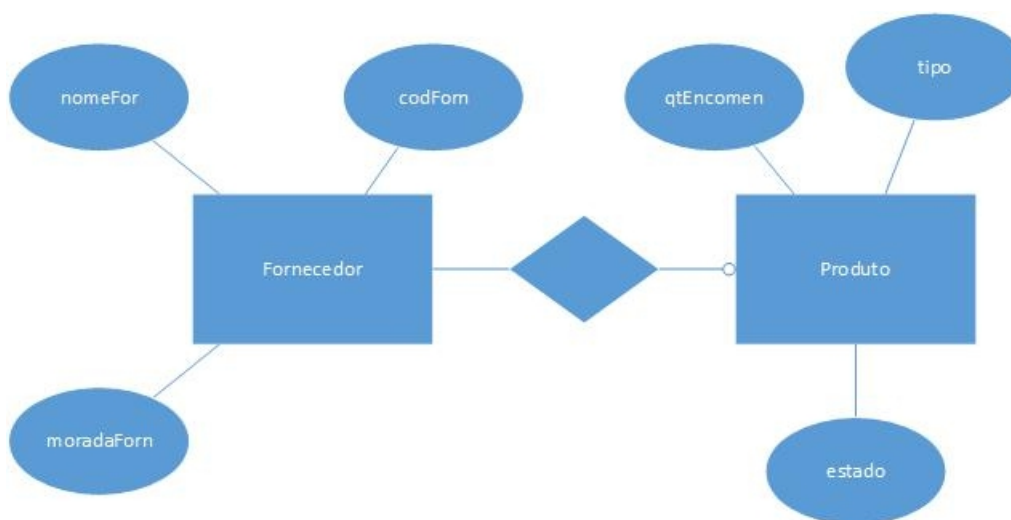 tipo
nomeFor
codForn
qtEncomen
Fornecedor
Produto
moradaForn
estado